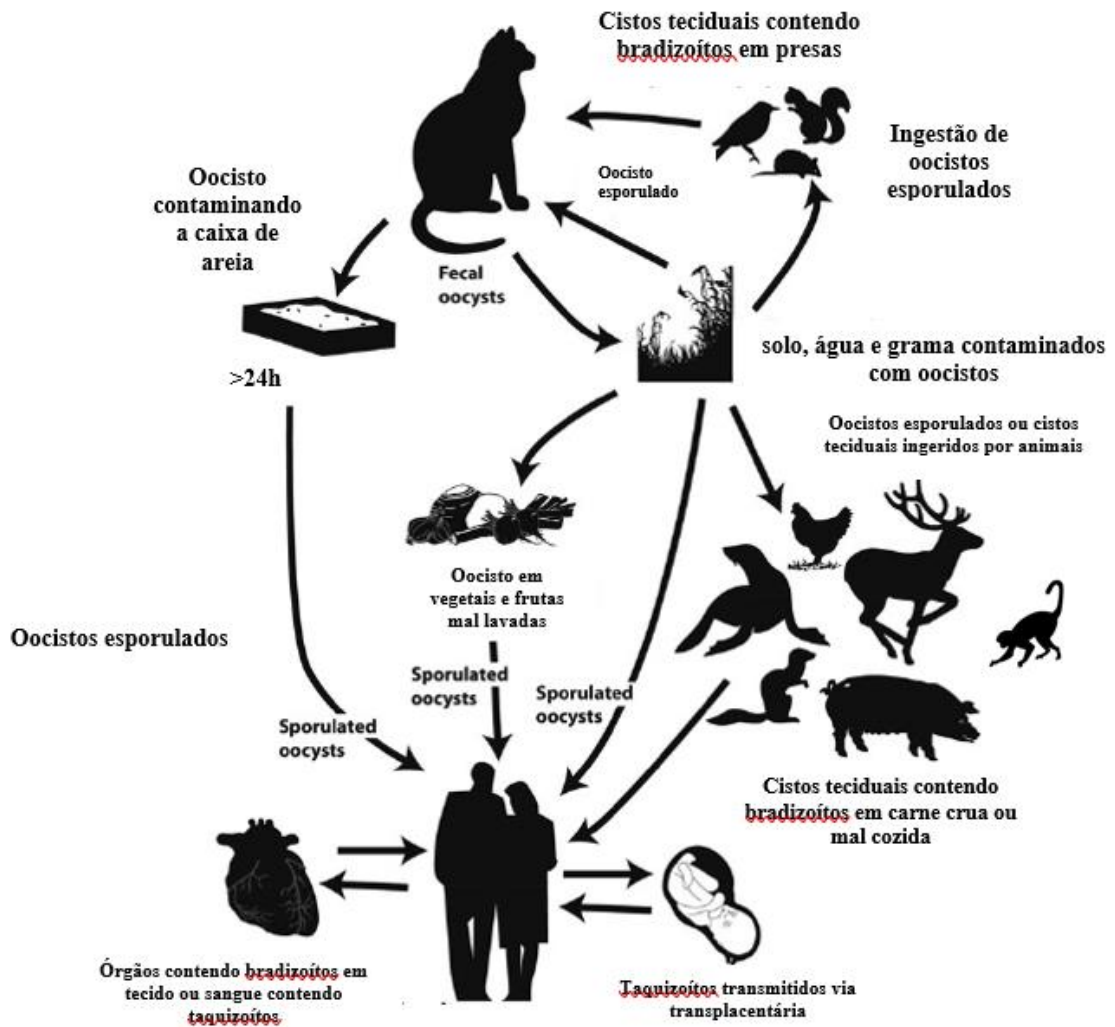 Cistos teciduais contendo
bradizoítos em presas
Ingestão de
oocistos
esporulados
Oocisto
esporulado
Oocisto
contaminando
a caixa de
areia
Fecal
oocysts
>24h
solo, água e grama contaminados
com oocistos
Oocistos esporulados ou cistos
teciduais ingeridos por animais
Oocisto em
vegetais e frutas
mal lavadas
Oocistos esporulados
Sporulated
oocysts
Sporulated
oocysts
Sporulated
oocysts
Cistos teciduais contendo
bradizoítos em carne crua ou
mal cozida
Órgãos contendo bradizoítos em
tecido ou sangue contendo
taquizoítos
Taquizoítos transmitidos via
transplacentária